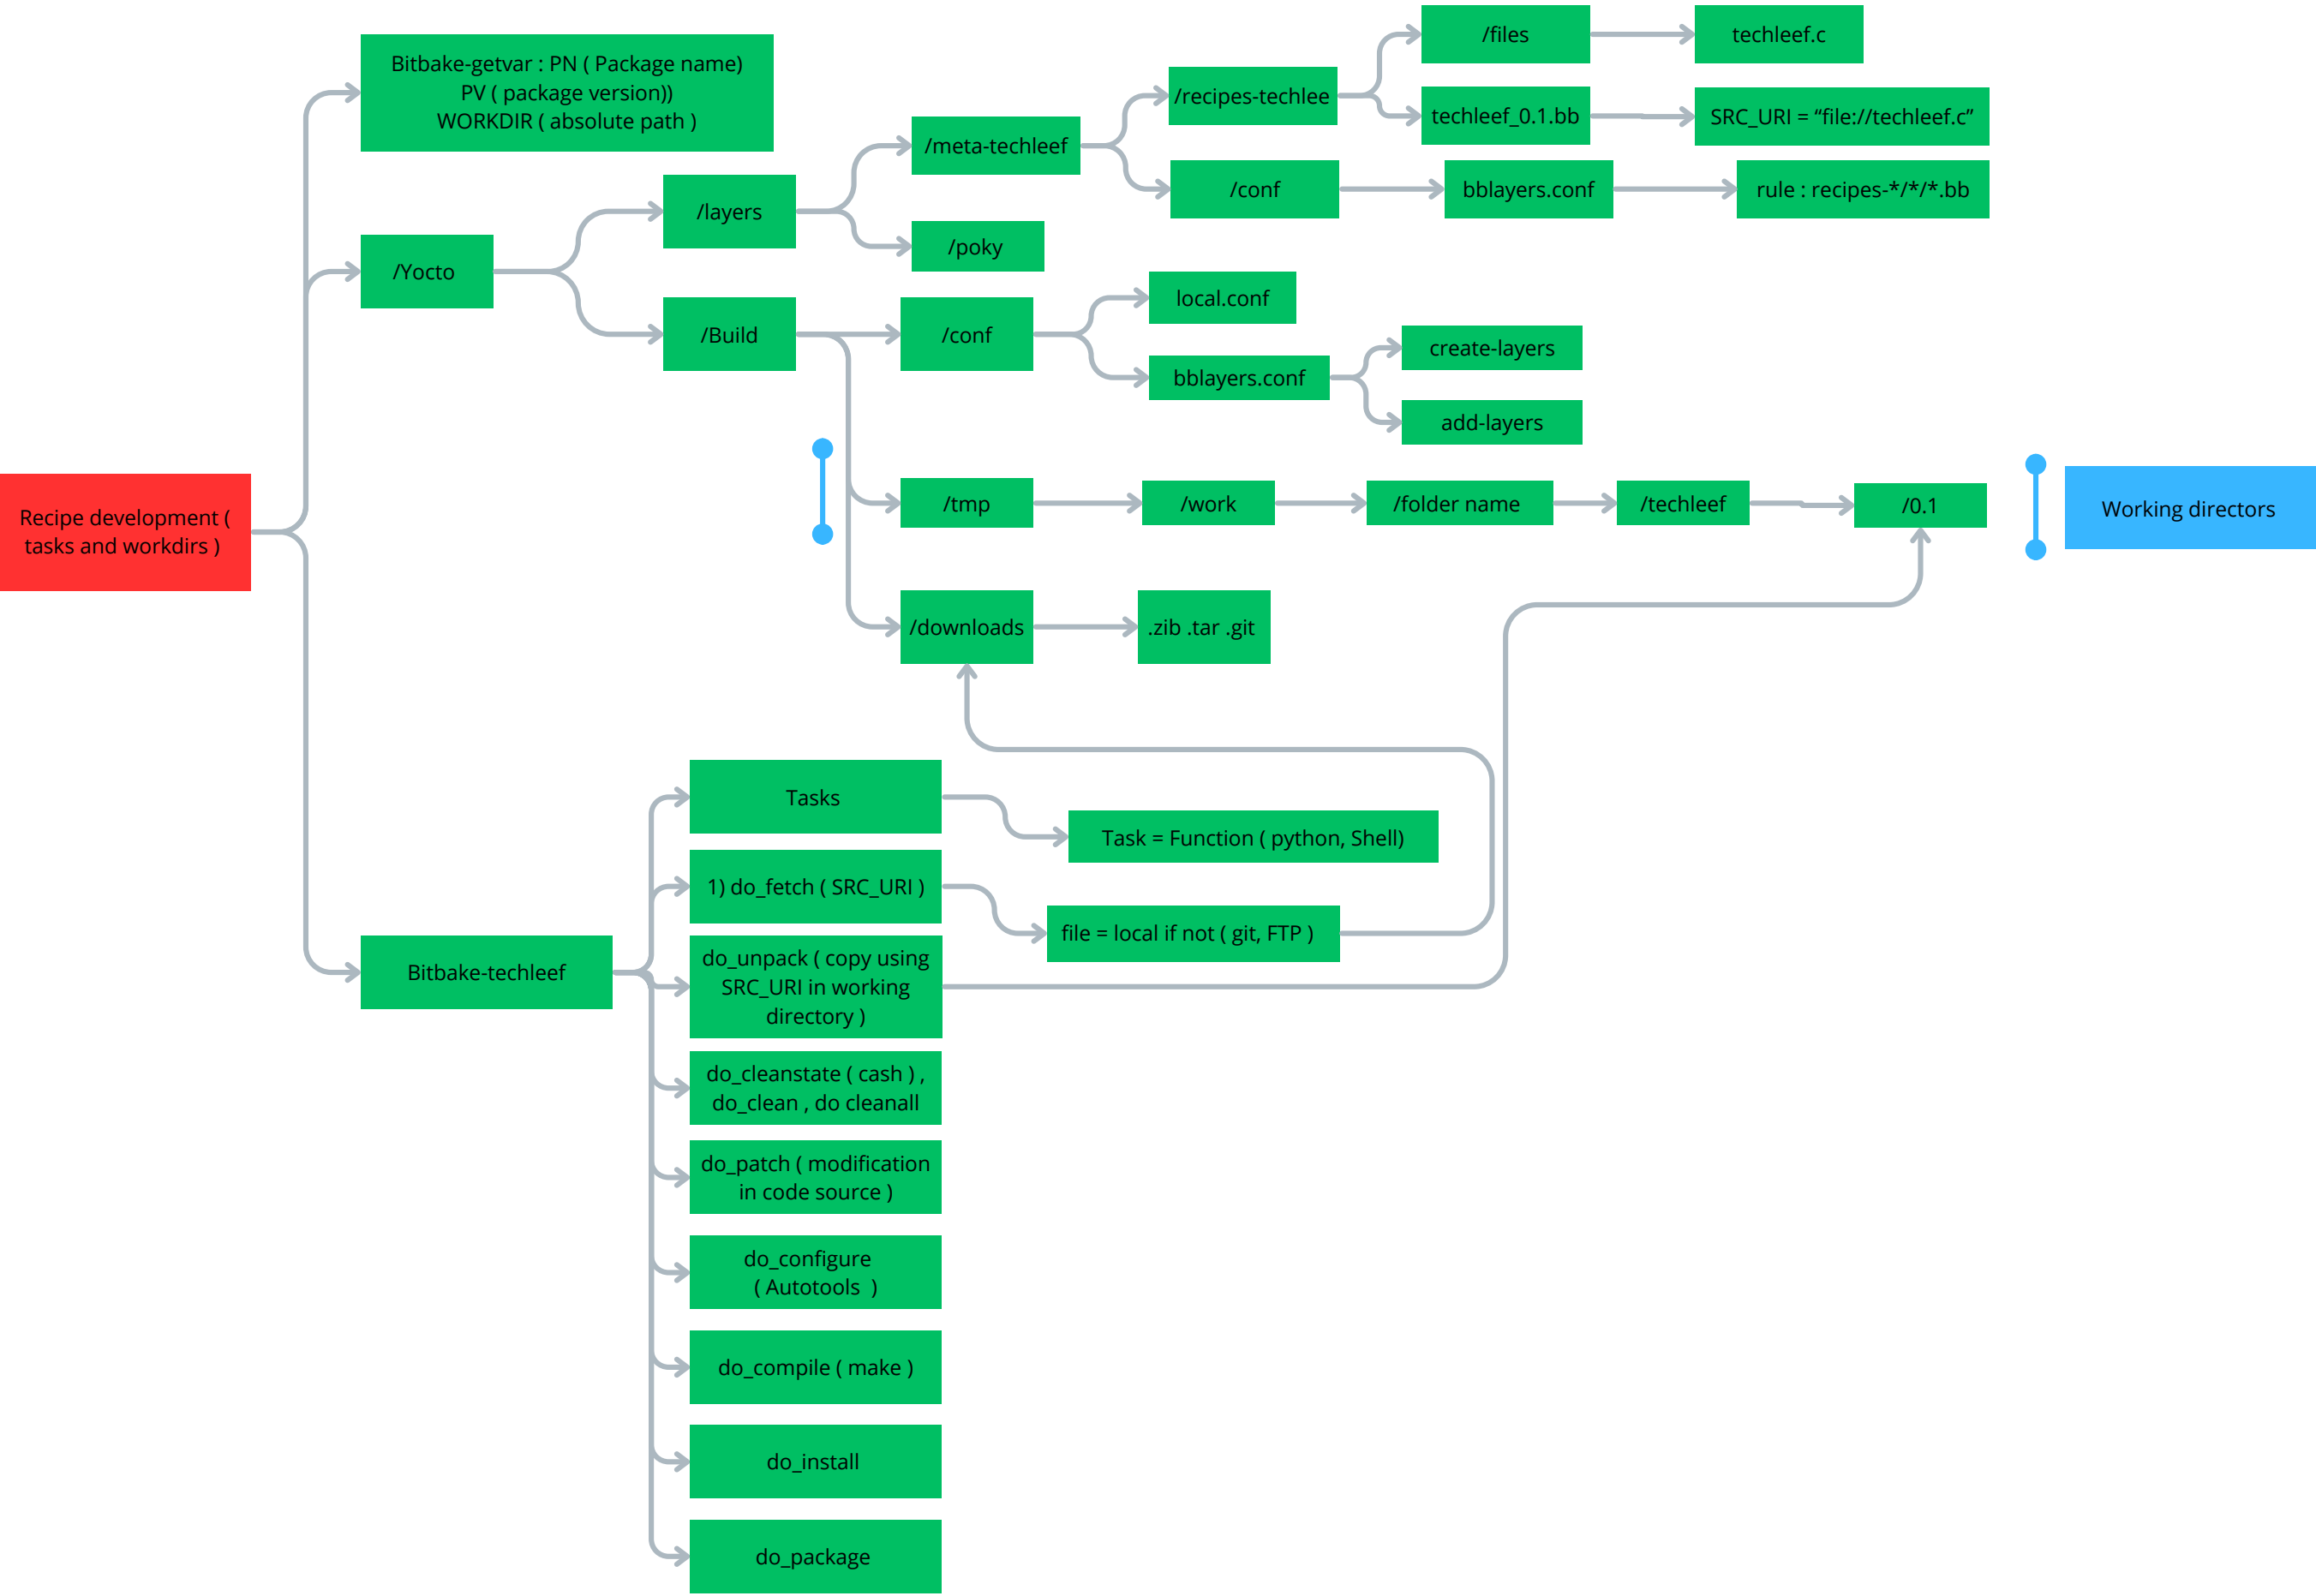 Bitbake-getvar : PN ( Package name)
PV ( package version))
WORKDIR ( absolute path )
/files
techleef.c
/recipes-techlee
techleef_0.1.bb
SRC_URI = “file://techleef.c”
/meta-techleef
/conf
bblayers.conf
rule : recipes-*/*/*.bb
/layers
/poky
/Yocto
/Build
/conf
local.conf
bblayers.conf
create-layers
add-layers
Recipe development (
tasks and workdirs )
/tmp
/work
/folder name
/techleef
/0.1
Working directors
/downloads
.zib .tar .git
Tasks
Task = Function ( python, Shell)
1) do_fetch ( SRC_URI )
file = local if not ( git, FTP )
Bitbake-techleef
do_unpack ( copy using
SRC_URI in working
directory )
do_cleanstate ( cash ) ,
do_clean , do cleanall
do_patch ( modification
in code source )
do_configure
( Autotools  )
do_compile ( make )
do_install
do_package